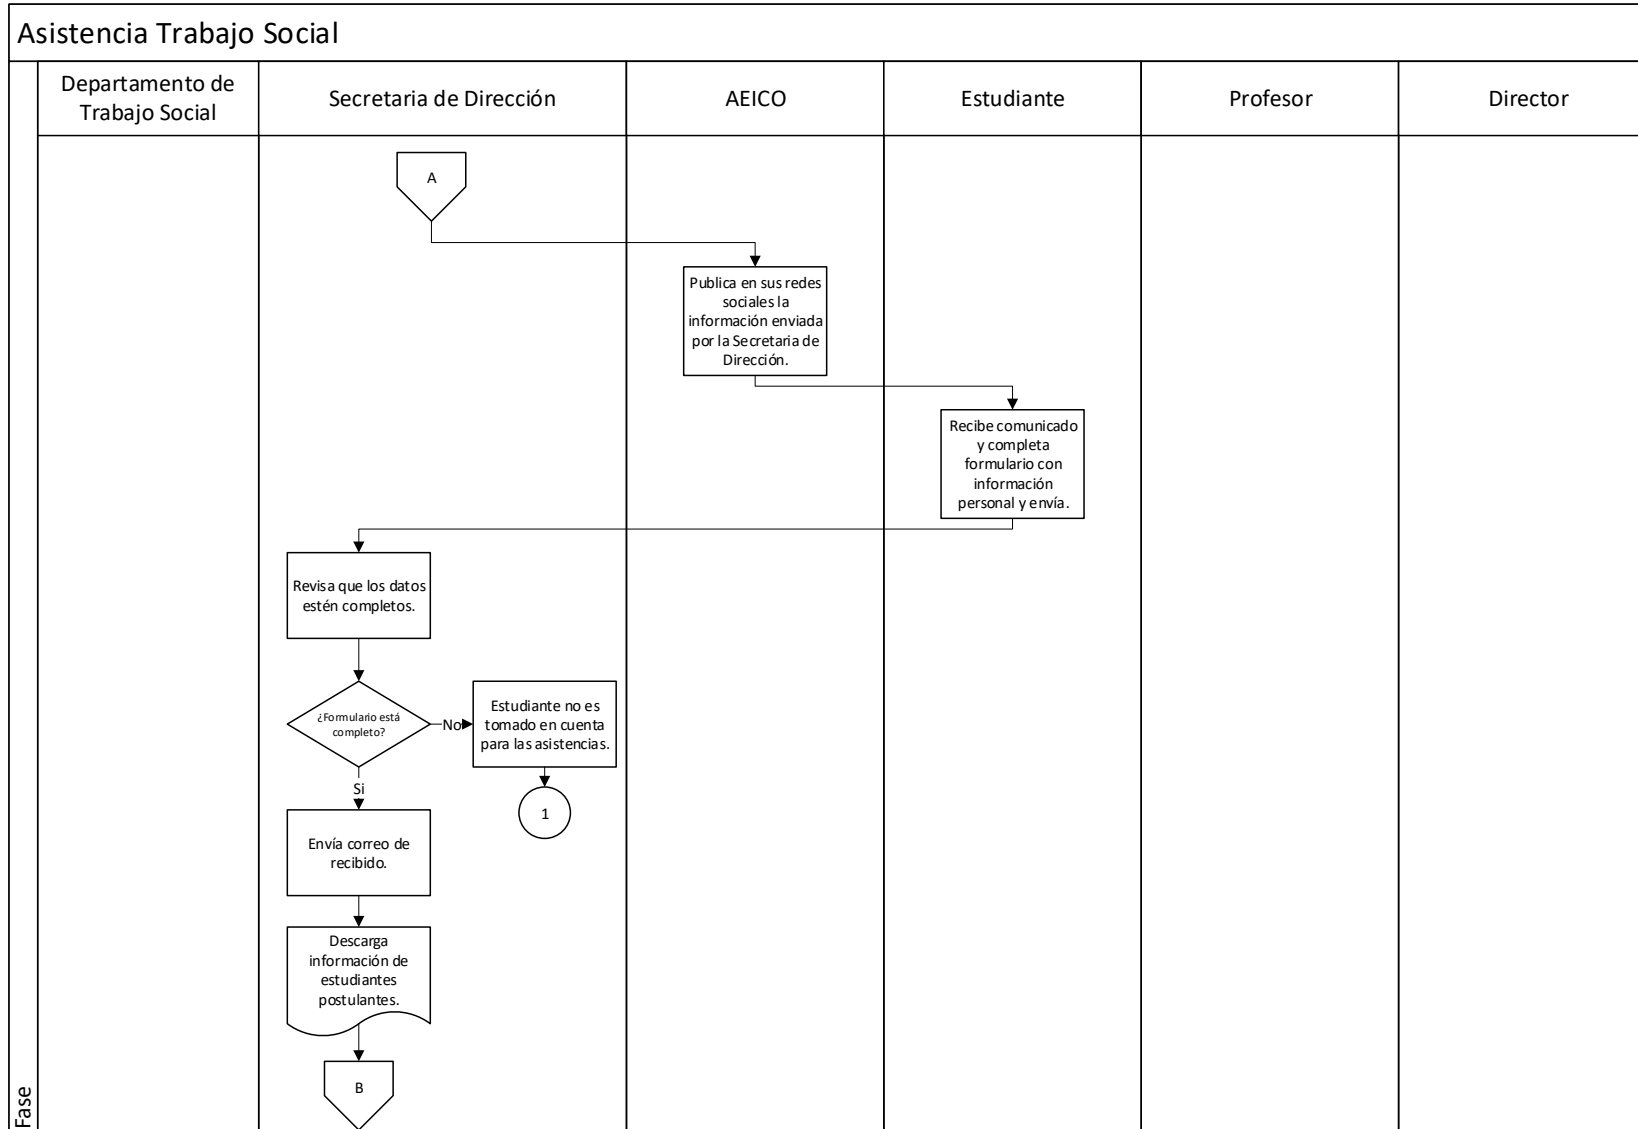 Asistencia Trabajo Social
Departamento de
Trabajo Social
Secretaria de Dirección
AEICO
Estudiante
Profesor
Director
A
Publica en sus redes
sociales la
información enviada
por la Secretaria de
Dirección.
Recibe comunicado
y completa
formulario con
información
personal y envía.
Revisa que los datos
estén completos.
¿Formulario está
completo?
No
Estudiante no es
tomado en cuenta
para las asistencias.
Si
1
Envía correo de
recibido.
Descarga
información de
estudiantes
postulantes.
B
Fase